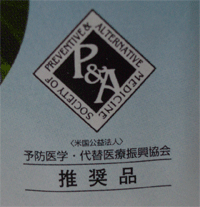 SOCIETY OF PREVENTIVE & ALTERNATIVE MEDICINE
P&A
〈米国公益法人〉
予防医学・代替医療振興協会
推奨品